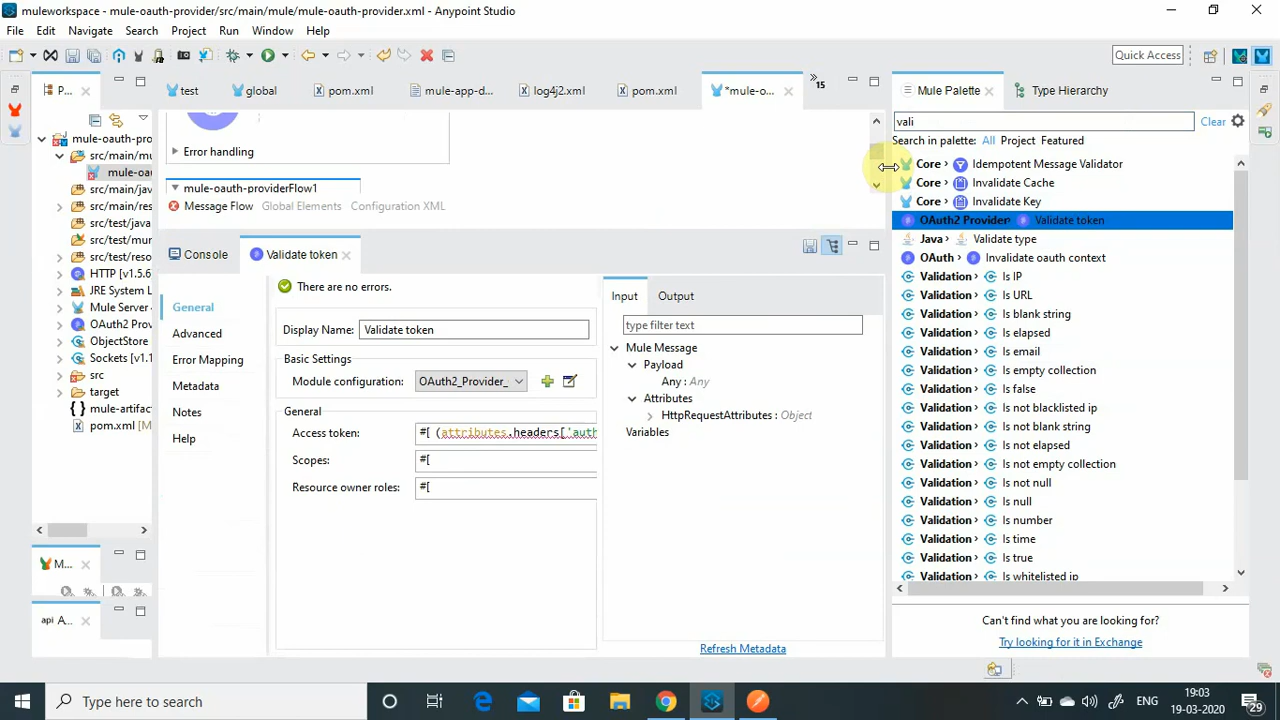 muleworkspace - mule-oauth-provider/src/main/mule/mule-oauth-provider.xml - Anypoint Studio
File Edit Navigate Search Project Run Window Help
Quick Access
P...
test
global
pom.xml
mule-app-d...
log4j2.xml
pom.xml
*mule-o...
15
Mule Palette
Type Hierarchy
mule-oauth-provider
src/main/mu
mule-oau
src/main/java
src/main/res
src/test/java
src/test/mur
src/test/reso
HTTP [v1.5.6
JRE System L
Mule Server
OAuth2 Prov
ObjectStore
Sockets [v1.1
src
target
mule-artifac
pom.xml [M
M...
api A...
Error handling
mule-oauth-providerFlow1
Message Flow Global Elements Configuration XML
Console
Validate token
General
Advanced
Error Mapping
Metadata
Notes
Help
There are no errors.
Display Name: Validate token
Basic Settings
Module configuration: OAuth2_Provider_
General
Access token: #[ (attributes.headers['auth
Scopes: #[
Resource owner roles: #[
Input Output
type filter text
Mule Message
Payload
Any : Any
Attributes
HttpRequestAttributes : Object
Variables
Refresh Metadata
vali
Clear
Search in palette: All Project Featured
Core > Idempotent Message Validator
Core > Invalidate Cache
Core > Invalidate Key
OAuth2 Provider Validate token
Java > Validate type
OAuth > Invalidate oauth context
Validation > Is IP
Validation > Is URL
Validation > Is blank string
Validation > Is elapsed
Validation > Is email
Validation > Is empty collection
Validation > Is false
Validation > Is not blacklisted ip
Validation > Is not blank string
Validation > Is not elapsed
Validation > Is not empty collection
Validation > Is not null
Validation > Is null
Validation > Is number
Validation > Is time
Validation > Is true
Validation > Is whitelisted ip
Can't find what you are looking for?
Try looking for it in Exchange
Type here to search
ENG
19:03
19-03-2020
29